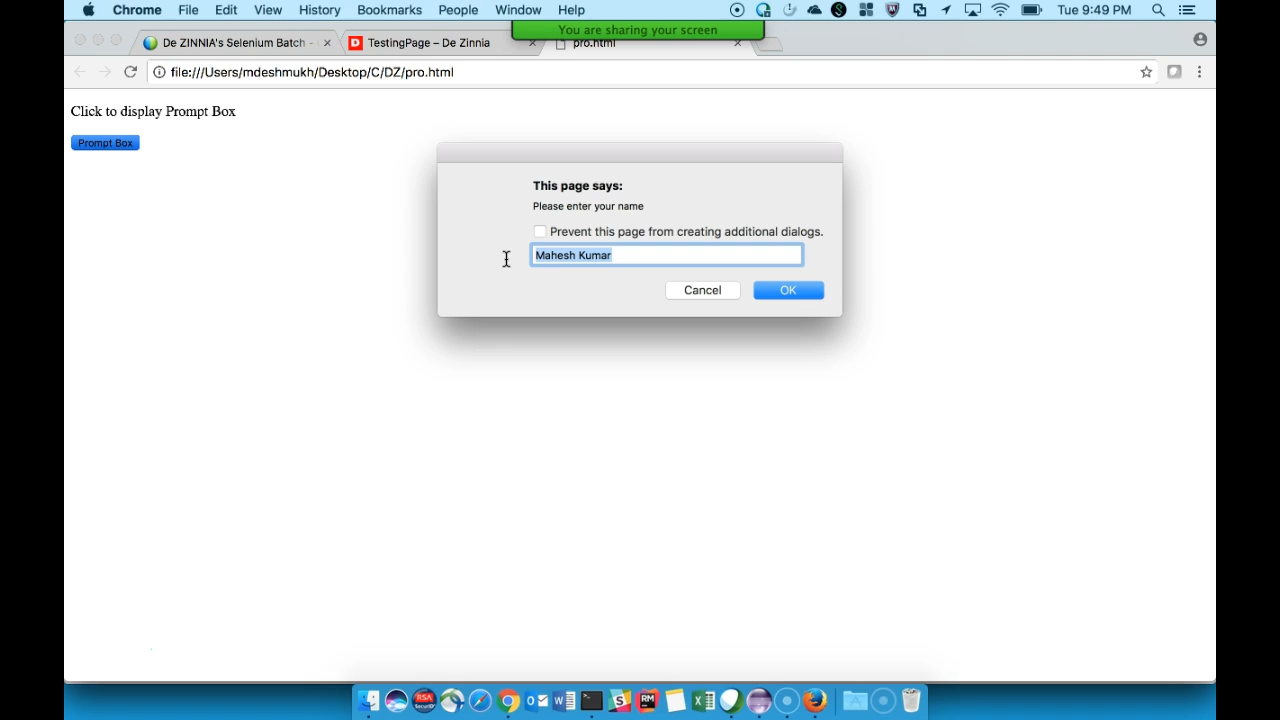 Chrome File Edit View History Bookmarks People Window Help Tue 9:49 PM
You are sharing your screen
De ZINNIA's Selenium Batch - TestingPage – De Zinnia pro.html
file:///Users/mdeshmukh/Desktop/C/DZ/pro.html
Click to display Prompt Box
Prompt Box
This page says:
Please enter your name
Prevent this page from creating additional dialogs.
Mahesh Kumar
Cancel OK
RSA
SecurID
RM